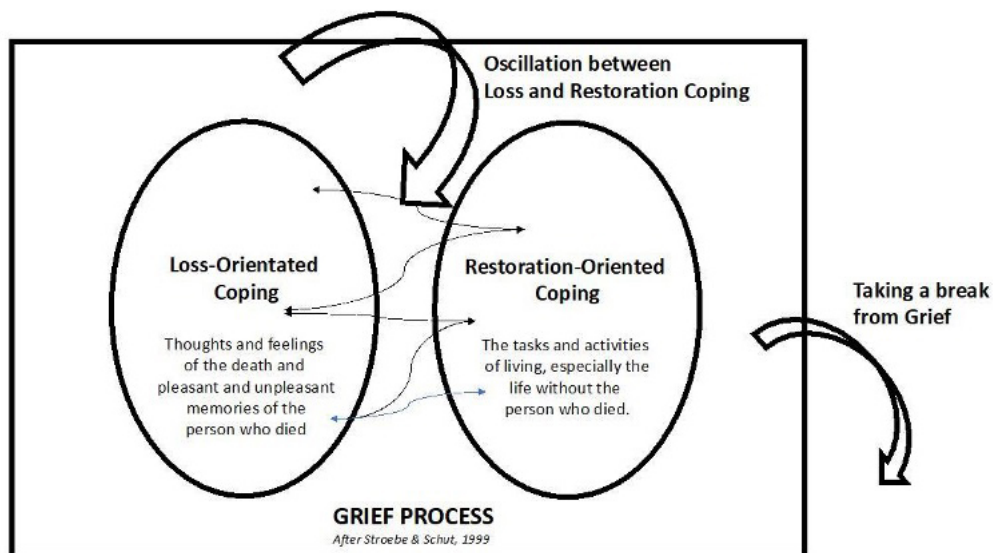 Oscillation between
Loss and Restoration Coping
Loss-Orientated
Coping
Thoughts and feelings
of the death and
pleasant and unpleasant
memories of the
person who died
Restoration-Oriented
Coping
The tasks and activities
of living, especially the
life without the
person who died.
Taking a break
from Grief
GRIEF PROCESS
After Stroebe & Schut, 1999